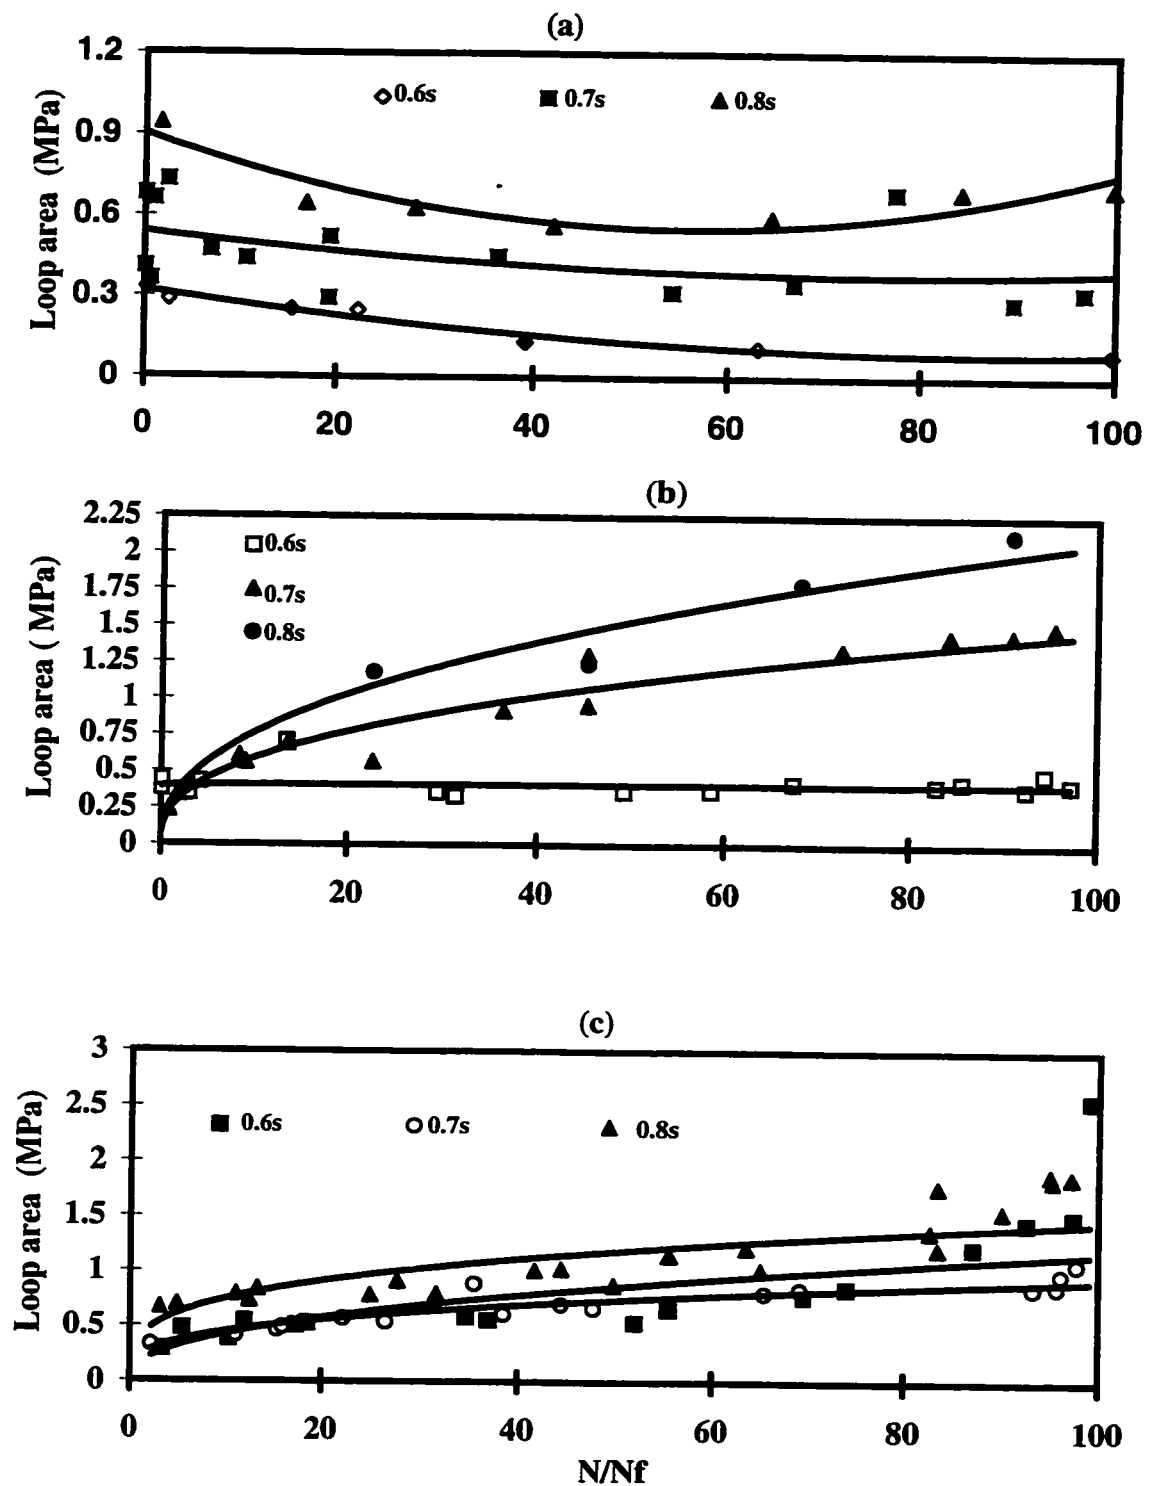 (a)
Loop area (MPa)
1.2
0.9
0.6
0.3
0
0.6s 0.7s 0.8s
0 20 40 60 80 100
(b)
Loop area ( MPa)
2.25
2
1.75
1.5
1.25
1
0.75
0.5
0.25
0
0.6s
0.7s
0.8s
0 20 40 60 80 100
(c)
Loop area (MPa)
3
2.5
2
1.5
1
0.5
0
0.6s 0.7s 0.8s
0 20 40 60 80 100
N/Nf